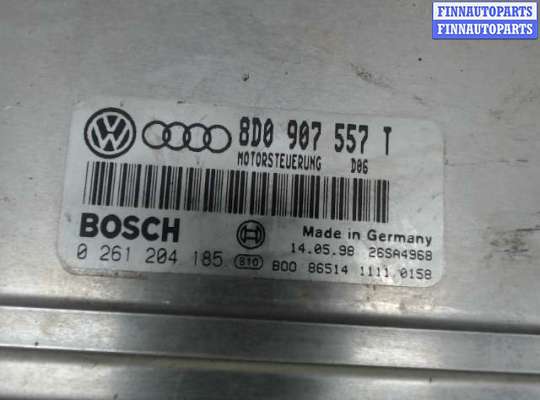 FINNAUTOPARTS
FINNAUTOPARTS
8D0 907 557 T
MOTORSTEUERUNG D06
BOSCH
Made in Germany
14.05.98 26SA4968
0 261 204 185 810 800 86514 1111 0158